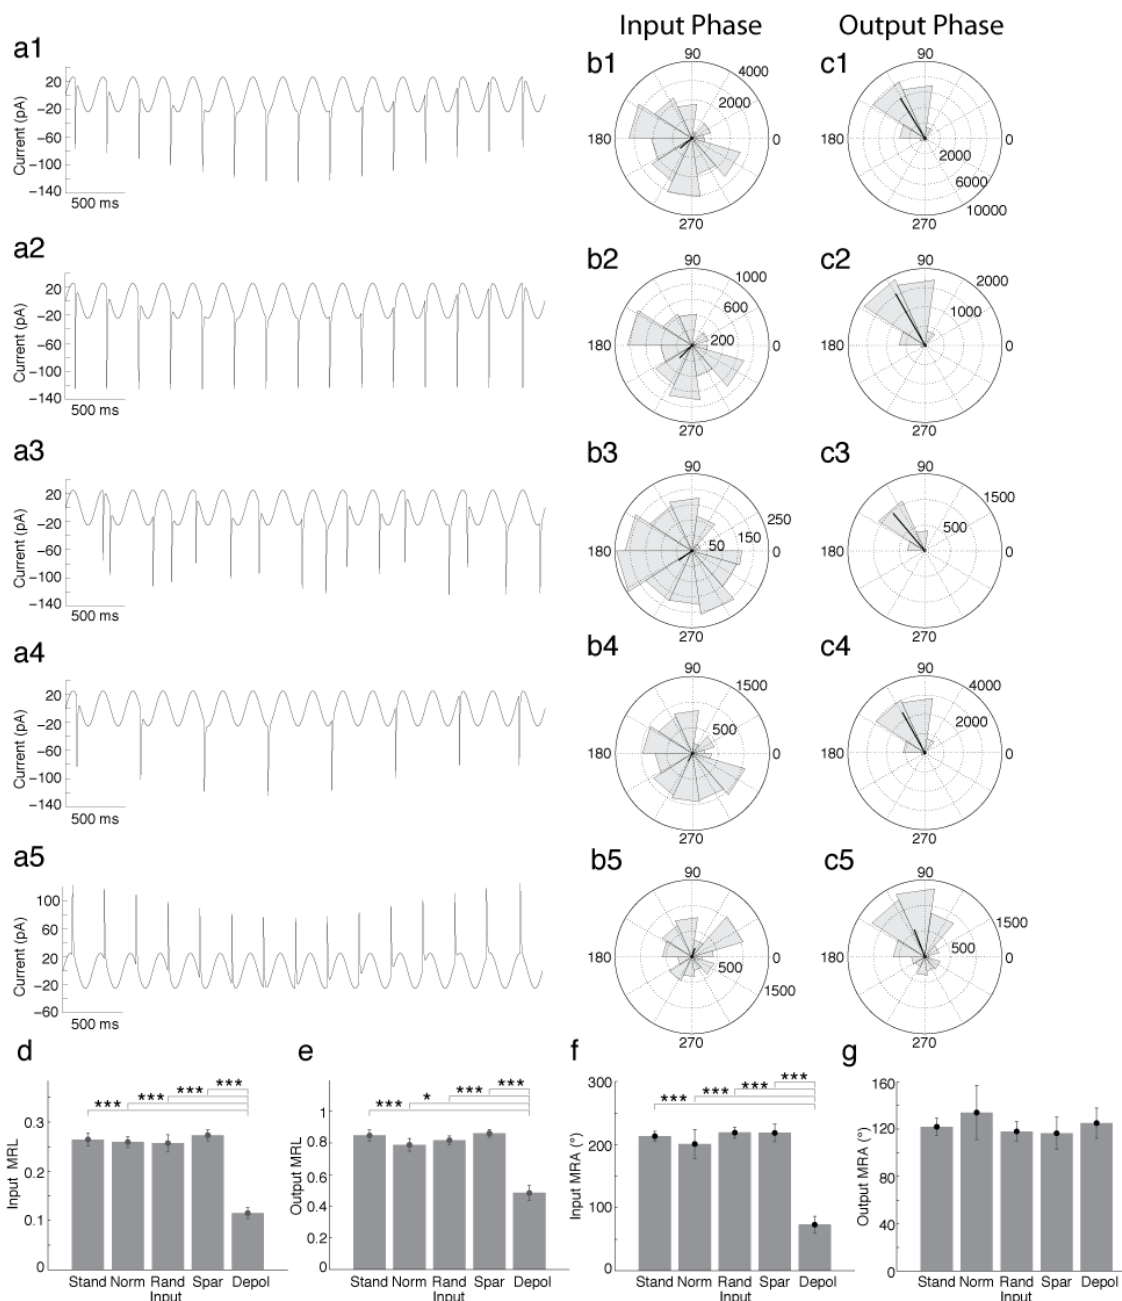 Input Phase
Output Phase
a1
20
−20
−60
−100
−140
Current (pA)
500 ms
b1
90
4000
2000
180
0
270
c1
90
180
0
2000
6000
10000
270
a2
20
−20
−60
−100
−140
Current (pA)
500 ms
b2
90
1000
600
200
180
0
270
c2
90
2000
1000
180
0
270
a3
20
−20
−60
−100
−140
Current (pA)
500 ms
b3
90
250
150
50
180
0
270
c3
90
1500
500
180
0
270
a4
20
−20
−60
−100
−140
Current (pA)
500 ms
b4
90
1500
500
180
0
270
c4
90
4000
2000
180
0
270
a5
100
60
20
−20
−60
Current (pA)
500 ms
b5
90
180
0
500
1500
270
c5
90
1500
500
180
0
270
d
*** *** *** ***
0.3
0.2
0.1
0
Input MRL
Stand Norm Rand Spar Depol
Input
e
*** * *** ***
1
0.8
0.6
0.4
0.2
0
Output MRL
Stand Norm Rand Spar Depol
Input
f
*** *** *** ***
300
200
100
0
Input MRA (°)
Stand Norm Rand Spar Depol
Input
g
160
120
80
40
0
Output MRA (°)
Stand Norm Rand Spar Depol
Input